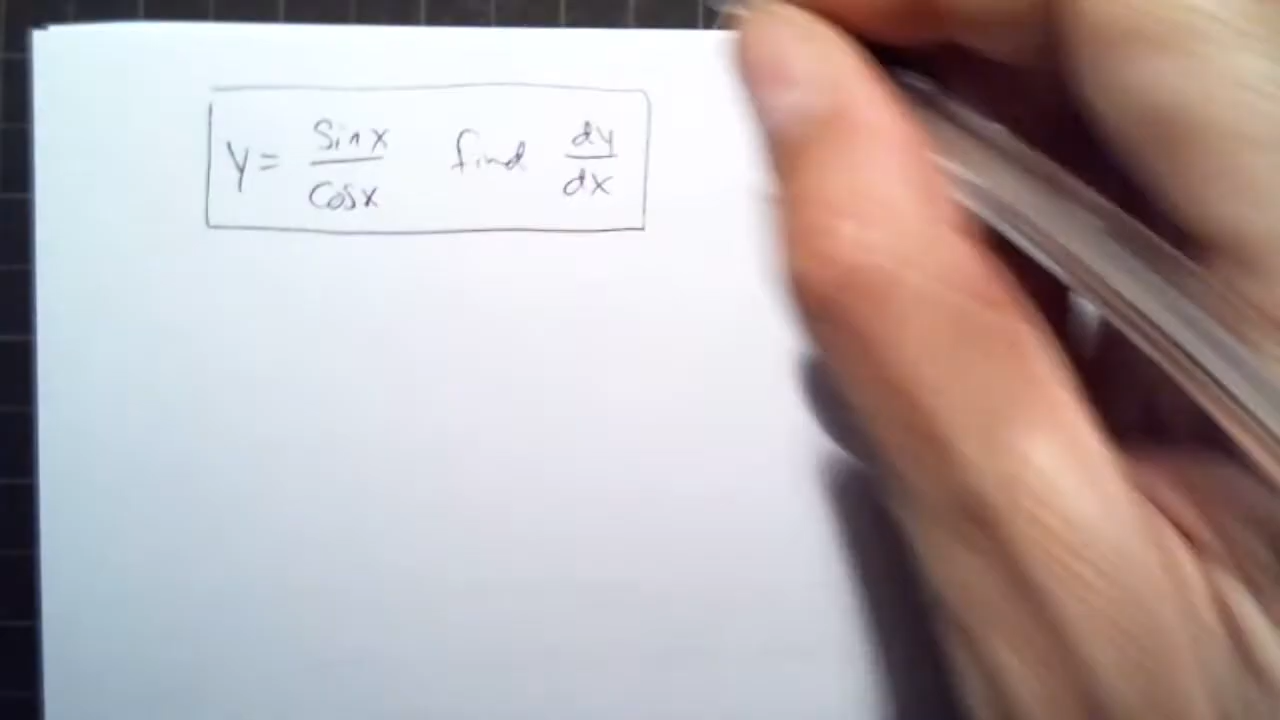 y = sin x / cos x find dy / dx